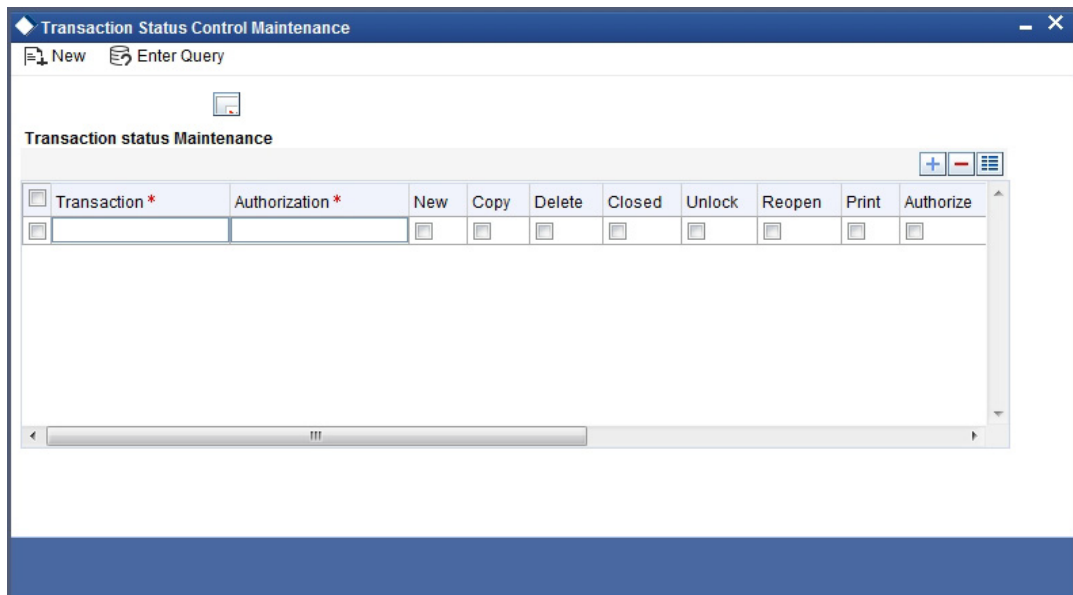 Transaction Status Control Maintenance
New Enter Query
Transaction status Maintenance
Transaction * Authorization * New Copy Delete Closed Unlock Reopen Print Authorize